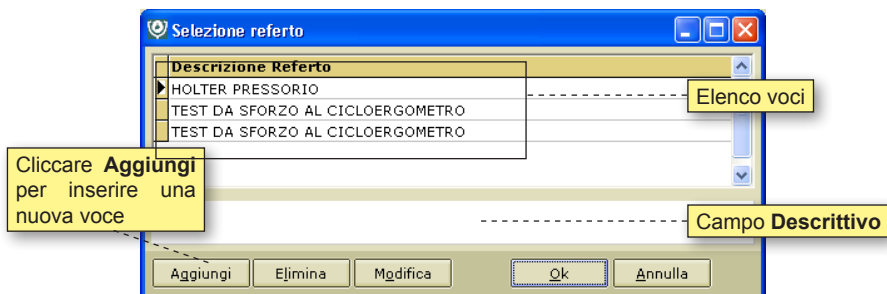 Selezione referto
Descrizione Referto
HOLTER PRESSORIO
TEST DA SFORZO AL CICLOERGOMETRO
TEST DA SFORZO AL CICLOERGOMETRO
Elenco voci
Cliccare Aggiungi
per inserire una
nuova voce
Campo Descrittivo
Aggiungi Elimina Modifica Ok Annulla